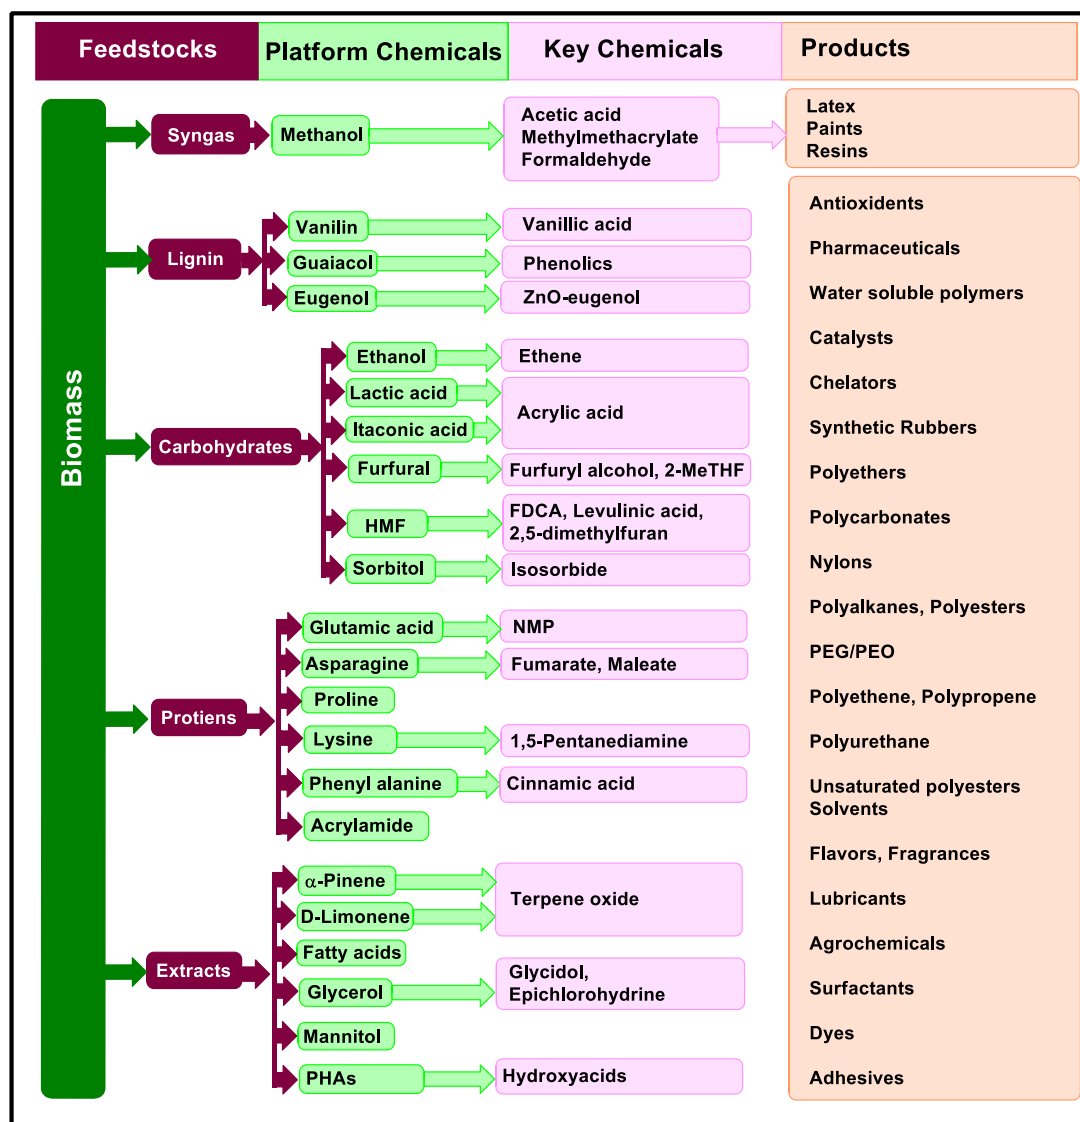 Feedstocks
Platform Chemicals
Key Chemicals
Products
Biomass
Syngas
Methanol
Acetic acid
Methylmethacrylate
Formaldehyde
Latex
Paints
Resins
Lignin
Vanilin
Vanillic acid
Guaiacol
Phenolics
Eugenol
ZnO-eugenol
Carbohydrates
Ethanol
Ethene
Lactic acid
Itaconic acid
Acrylic acid
Furfural
Furfuryl alcohol, 2-MeTHF
HMF
FDCA, Levulinic acid,
2,5-dimethylfuran
Sorbitol
Isosorbide
Protiens
Glutamic acid
NMP
Asparagine
Fumarate, Maleate
Proline
Lysine
1,5-Pentanediamine
Phenyl alanine
Cinnamic acid
Acrylamide
Extracts
α-Pinene
D-Limonene
Terpene oxide
Fatty acids
Glycerol
Glycidol,
Epichlorohydrine
Mannitol
PHAs
Hydroxyacids
Antioxidents
Pharmaceuticals
Water soluble polymers
Catalysts
Chelators
Synthetic Rubbers
Polyethers
Polycarbonates
Nylons
Polyalkanes, Polyesters
PEG/PEO
Polyethene, Polypropene
Polyurethane
Unsaturated polyesters
Solvents
Flavors, Fragrances
Lubricants
Agrochemicals
Surfactants
Dyes
Adhesives